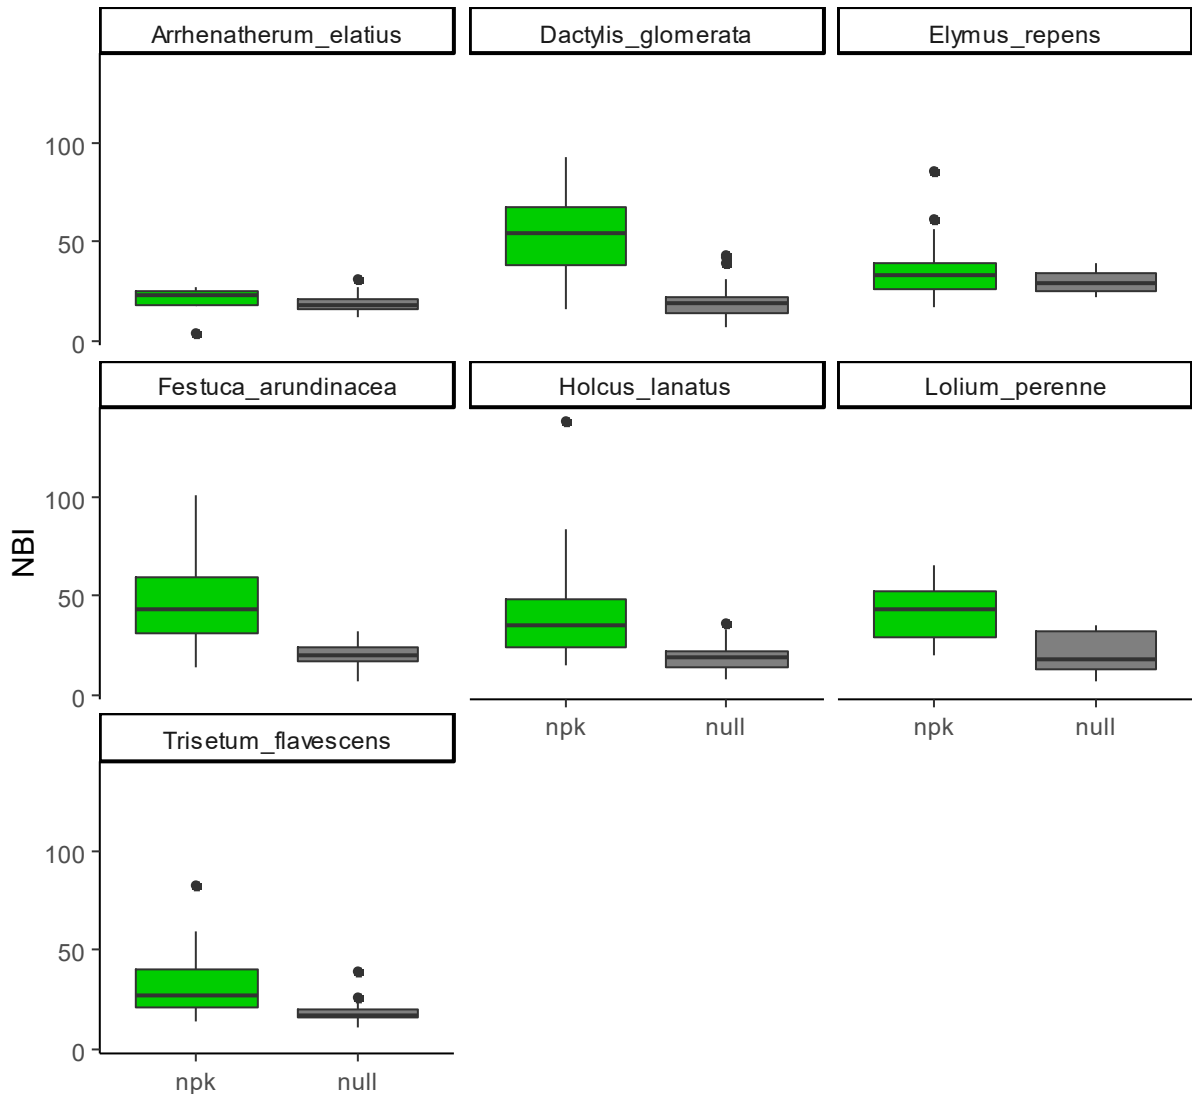 Arrhenatherum_elatius Dactylis_glomerata Elymus_repens
100
50
0
Festuca_arundinacea Holcus_lanatus Lolium_perenne
100
NBI
50
0
npk null npk null
Trisetum_flavescens
100
50
0
npk null